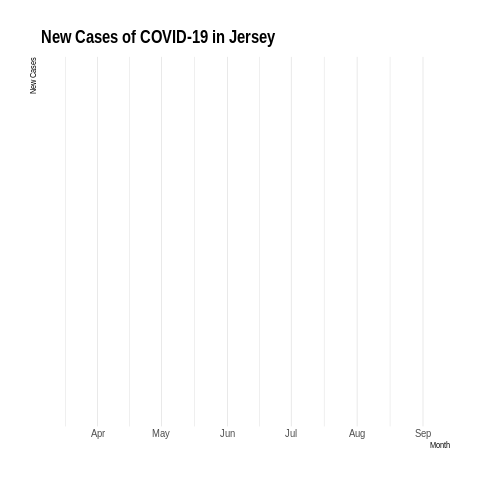 New Cases of COVID-19 in Jersey
New Cases
Apr May Jun Jul Aug Sep
Month